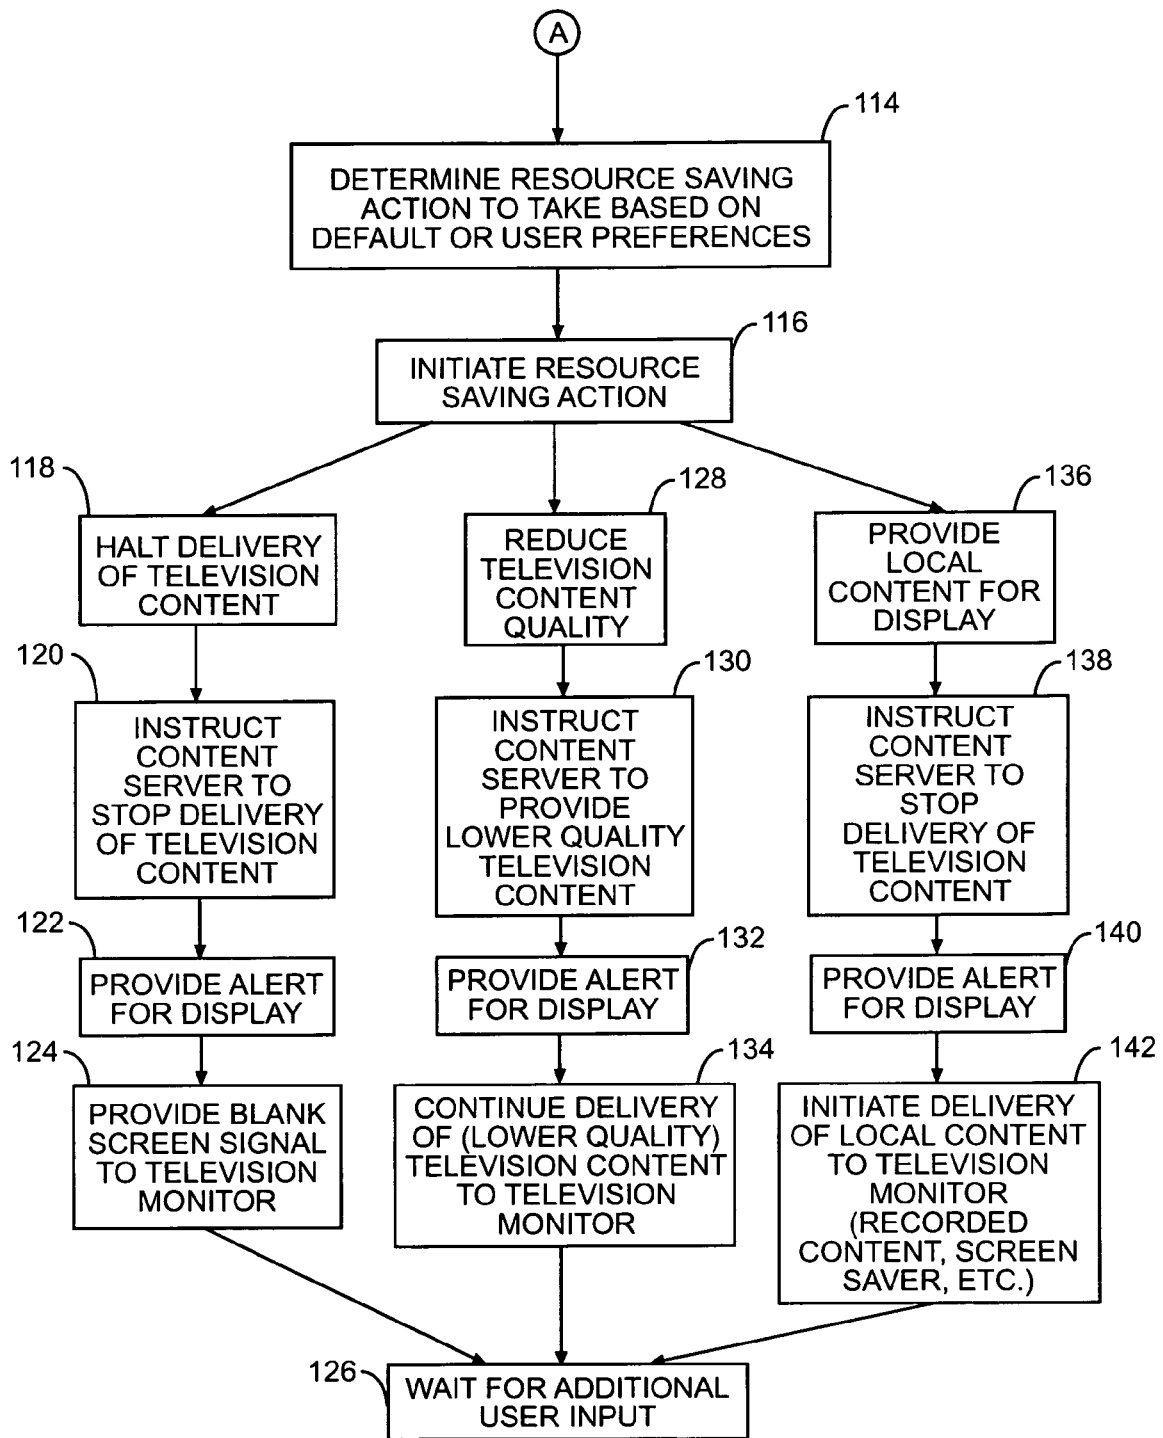 A
114
DETERMINE RESOURCE SAVING
ACTION TO TAKE BASED ON
DEFAULT OR USER PREFERENCES
116
INITIATE RESOURCE
SAVING ACTION
118
HALT DELIVERY
OF TELEVISION
CONTENT
120
INSTRUCT
CONTENT
SERVER TO
STOP DELIVERY
OF TELEVISION
CONTENT
122
PROVIDE ALERT
FOR DISPLAY
124
PROVIDE BLANK
SCREEN SIGNAL
TO TELEVISION
MONITOR
128
REDUCE
TELEVISION
CONTENT
QUALITY
130
INSTRUCT
CONTENT
SERVER TO
PROVIDE
LOWER QUALITY
TELEVISION
CONTENT
132
PROVIDE ALERT
FOR DISPLAY
134
CONTINUE DELIVERY
OF (LOWER QUALITY)
TELEVISION CONTENT
TO TELEVISION
MONITOR
136
PROVIDE
LOCAL
CONTENT FOR
DISPLAY
138
INSTRUCT
CONTENT
SERVER TO
STOP
DELIVERY OF
TELEVISION
CONTENT
140
PROVIDE ALERT
FOR DISPLAY
142
INITIATE DELIVERY
OF LOCAL CONTENT
TO TELEVISION
MONITOR
(RECORDED
CONTENT, SCREEN
SAVER, ETC.)
126
WAIT FOR ADDITIONAL
USER INPUT